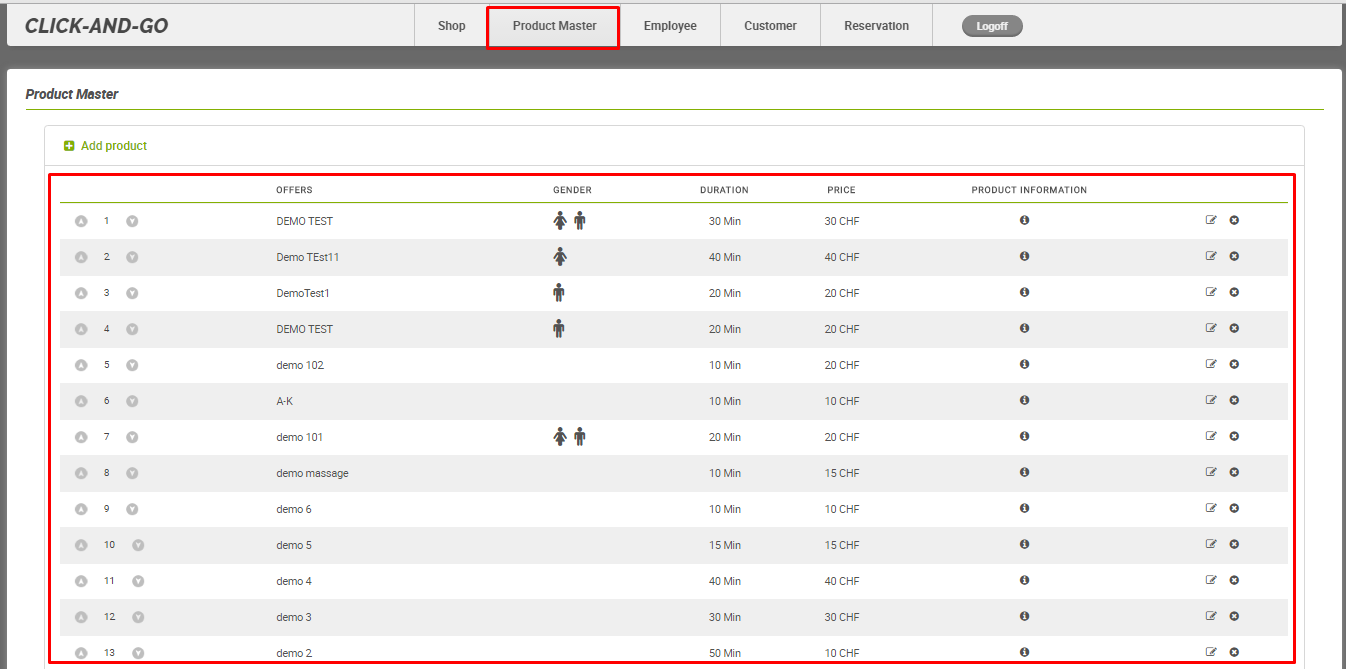 CLICK-AND-GO Shop Product Master Employee Customer Reservation Logoff
Product Master
Add product
OFFERS GENDER DURATION PRICE PRODUCT INFORMATION
1 DEMO TEST 30 Min 30 CHF
2 Demo TEst11 40 Min 40 CHF
3 DemoTest1 20 Min 20 CHF
4 DEMO TEST 20 Min 20 CHF
5 demo 102 10 Min 20 CHF
6 A-K 10 Min 10 CHF
7 demo 101 20 Min 20 CHF
8 demo massage 10 Min 15 CHF
9 demo 6 10 Min 10 CHF
10 demo 5 15 Min 15 CHF
11 demo 4 40 Min 40 CHF
12 demo 3 30 Min 30 CHF
13 demo 2 50 Min 10 CHF